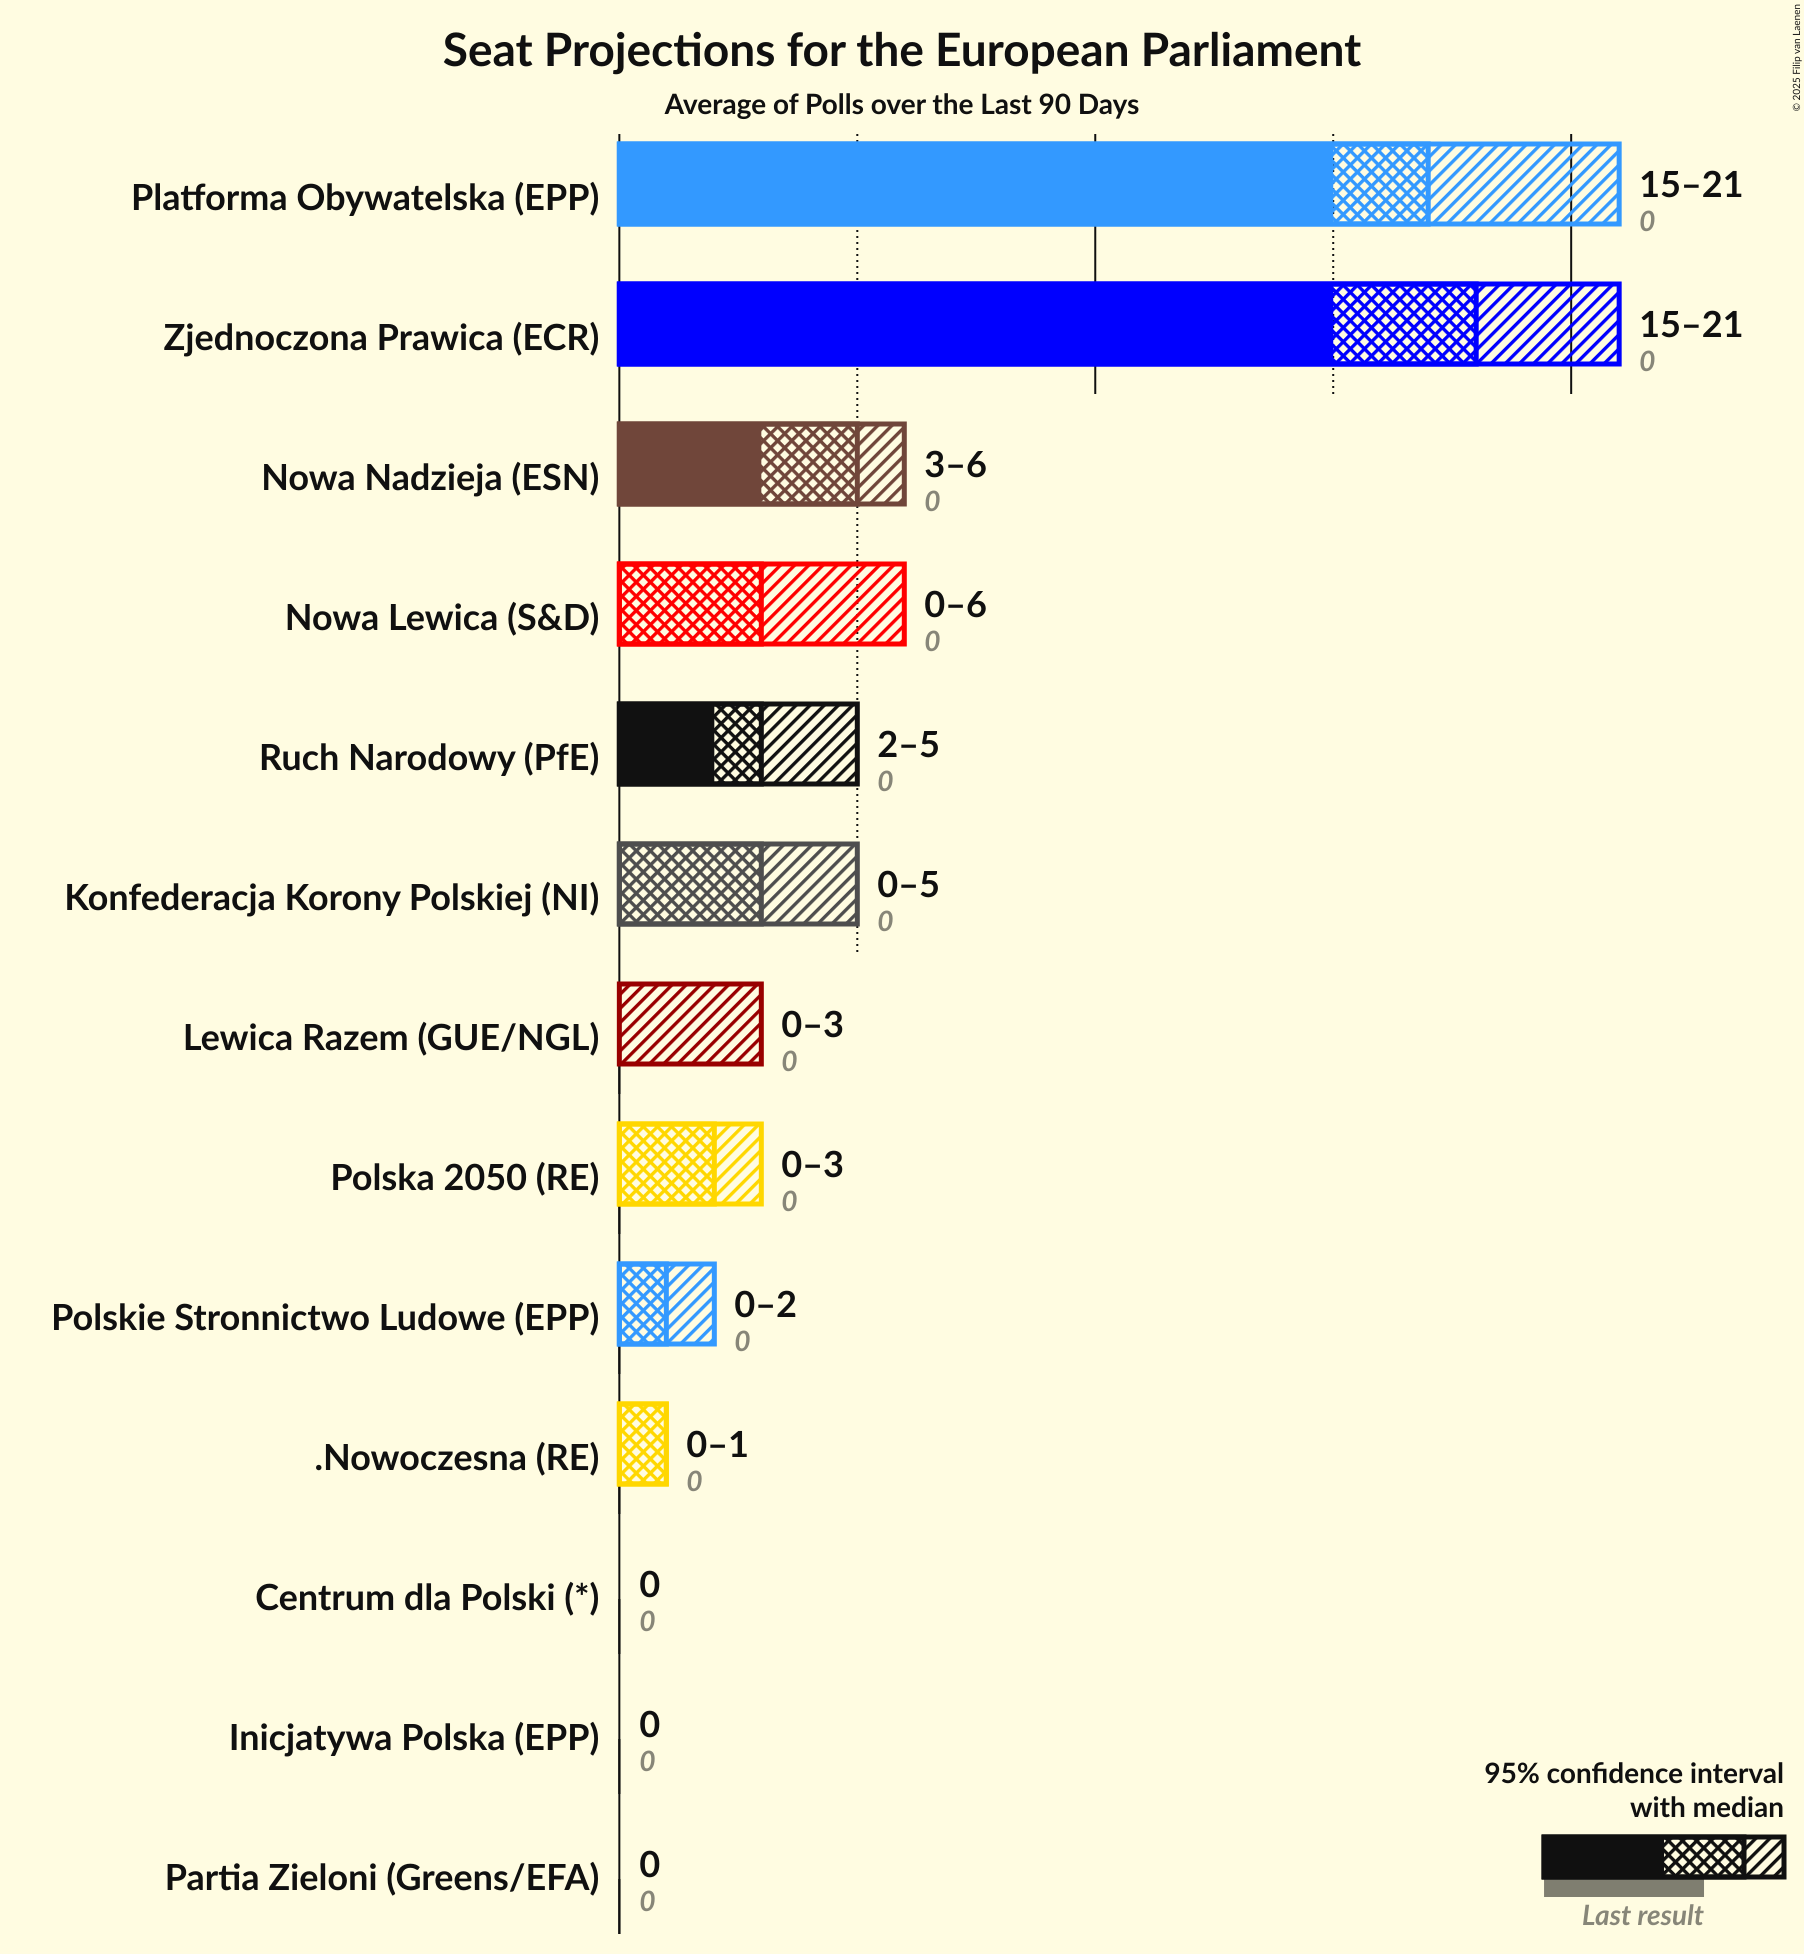 Seat Projections for the European Parliament
Average of Polls over the Last 90 Days
© 2025 Filip van Laenen
Platforma Obywatelska (EPP)
15–21
0
Zjednoczona Prawica (ECR)
15–21
0
Nowa Nadzieja (ESN)
3–6
0
Nowa Lewica (S&D)
0–6
0
Ruch Narodowy (PfE)
2–5
0
Konfederacja Korony Polskiej (NI)
0–5
0
Lewica Razem (GUE/NGL)
0–3
0
Polska 2050 (RE)
0–3
0
Polskie Stronnictwo Ludowe (EPP)
0–2
0
.Nowoczesna (RE)
0–1
0
Centrum dla Polski (*)
0
0
Inicjatywa Polska (EPP)
0
0
Partia Zieloni (Greens/EFA)
0
0
95% confidence interval
with median
Last result